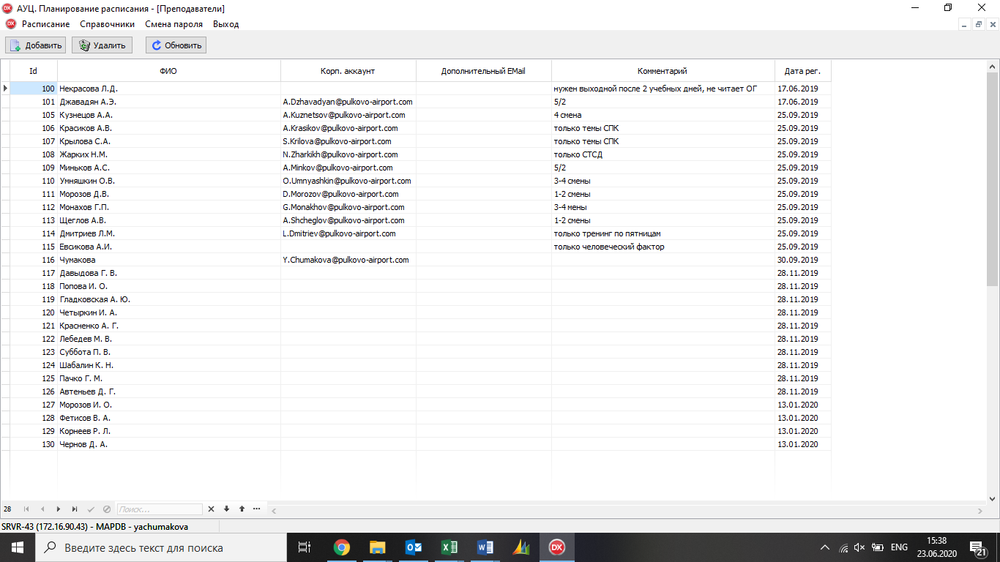 АУЦ. Планирование расписания - [Преподаватели]
Расписание Справочники Смена пароля Выход
Добавить Удалить Обновить
Id ФИО Корп. аккаунт Дополнительный EMail Комментарий Дата рег.
100 Некрасова Л.Д. нужен выходной после 2 учебных дней, не читает ОГ 17.06.2019
101 Джавадян А.Э. A.Dzhavadyan@pulkovo-airport.com 5/2 17.06.2019
105 Кузнецов А.А. A.Kuznetsov@pulkovo-airport.com 4 смена 25.09.2019
106 Красиков А.В. A.Krasikov@pulkovo-airport.com только темы СПК 25.09.2019
107 Крылова С.А. S.Krilova@pulkovo-airport.com только темы СПК 25.09.2019
108 Жарких Н.М. N.Zharkikh@pulkovo-airport.com только СТСД 25.09.2019
109 Миньков А.С. A.Minkov@pulkovo-airport.com 5/2 25.09.2019
110 Умняшкин О.В. O.Umnyashkin@pulkovo-airport.com 3-4 смены 25.09.2019
111 Морозов Д.В. D.Morozov@pulkovo-airport.com 1-2 смены 25.09.2019
112 Монахов Г.П. G.Monakhov@pulkovo-airport.com 3-4 мены 25.09.2019
113 Щеглов А.В. A.Shcheglov@pulkovo-airport.com 1-2 смены 25.09.2019
114 Дмитриев Л.М. L.Dmitriev@pulkovo-airport.com только тренинг по пятницам 25.09.2019
115 Евсикова А.И. только человеческий фактор 25.09.2019
116 Чумакова Y.Chumakova@pulkovo-airport.com 30.09.2019
117 Давыдова Г. В. 28.11.2019
118 Попова И. О. 28.11.2019
119 Гладковская А. Ю. 28.11.2019
120 Четыркин И. А. 28.11.2019
121 Красненко А. Г. 28.11.2019
122 Лебедев М. В. 28.11.2019
123 Суббота П. В. 28.11.2019
124 Шабалин К. Н. 28.11.2019
125 Пачко Г. М. 28.11.2019
126 Автеньев Д. Г. 28.11.2019
127 Морозов И. О. 13.01.2020
128 Фетисов В. А. 13.01.2020
129 Корнеев Р. Л. 13.01.2020
130 Чернов Д. А. 13.01.2020
28 Поиск...
SRVR-43 (172.16.90.43) - MAPDB - yachumakova
Введите здесь текст для поиска
ENG 15:38
23.06.2020 21